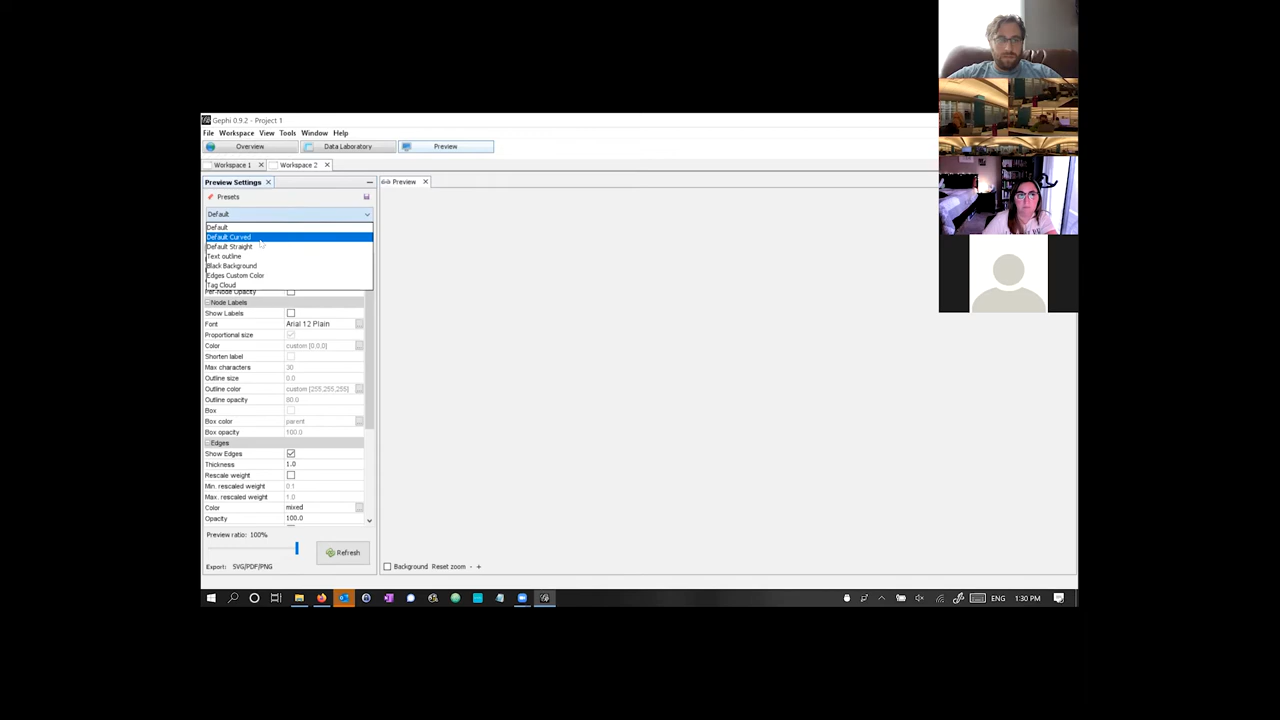 Gephi 0.9.2 - Project 1
File Workspace View Tools Window Help
Overview Data Laboratory Preview
Workspace 1 Workspace 2
Preview Settings Preview
Presets
Default
Default
Default Curved
Default Straight
Text outline
Black Background
Edges Custom Color
Tag Cloud
Per-Node Opacity
Node Labels
Show Labels
Font Arial 12 Plain
Proportional size
Color custom [0,0,0]
Shorten label
Max characters 30
Outline size 0.0
Outline color custom [255,255,255]
Outline opacity 80.0
Box
Box color parent
Box opacity 100.0
Edges
Show Edges
Thickness 1.0
Rescale weight
Min. rescaled weight 0.1
Max. rescaled weight 1.0
Color mixed
Opacity 100.0
Preview ratio: 100%
Refresh
Export: SVG/PDF/PNG
Background Reset zoom - +
ENG 1:30 PM